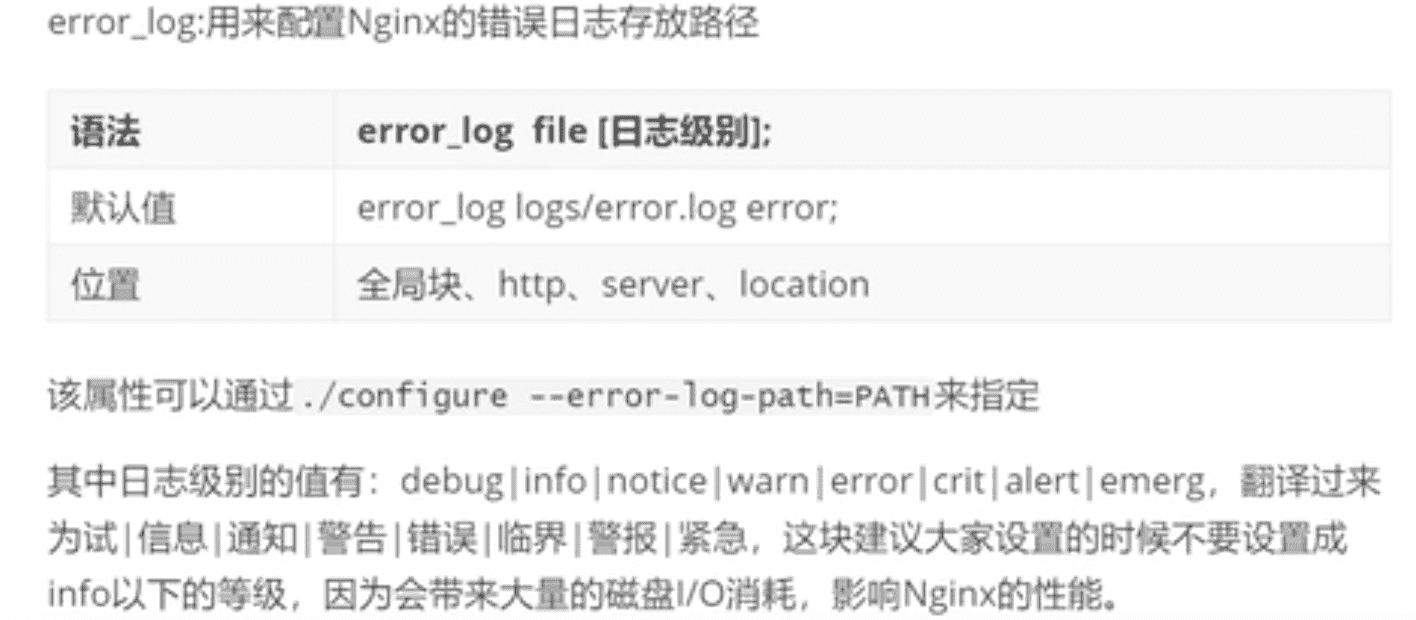 error_log:用来配置Nginx的错误日志存放路径
语法 error_log file [日志级别];
默认值 error_log logs/error.log error;
位置 全局块、http、server、location
该属性可以通过./configure --error-log-path=PATH来指定
其中日志级别的值有：debug|info|notice|warn|error|crit|alert|emerg，翻译过来
为试|信息|通知|警告|错误|临界|警报|紧急，这块建议大家设置的时候不要设置成
info以下的等级，因为会带来大量的磁盘I/O消耗，影响Nginx的性能。